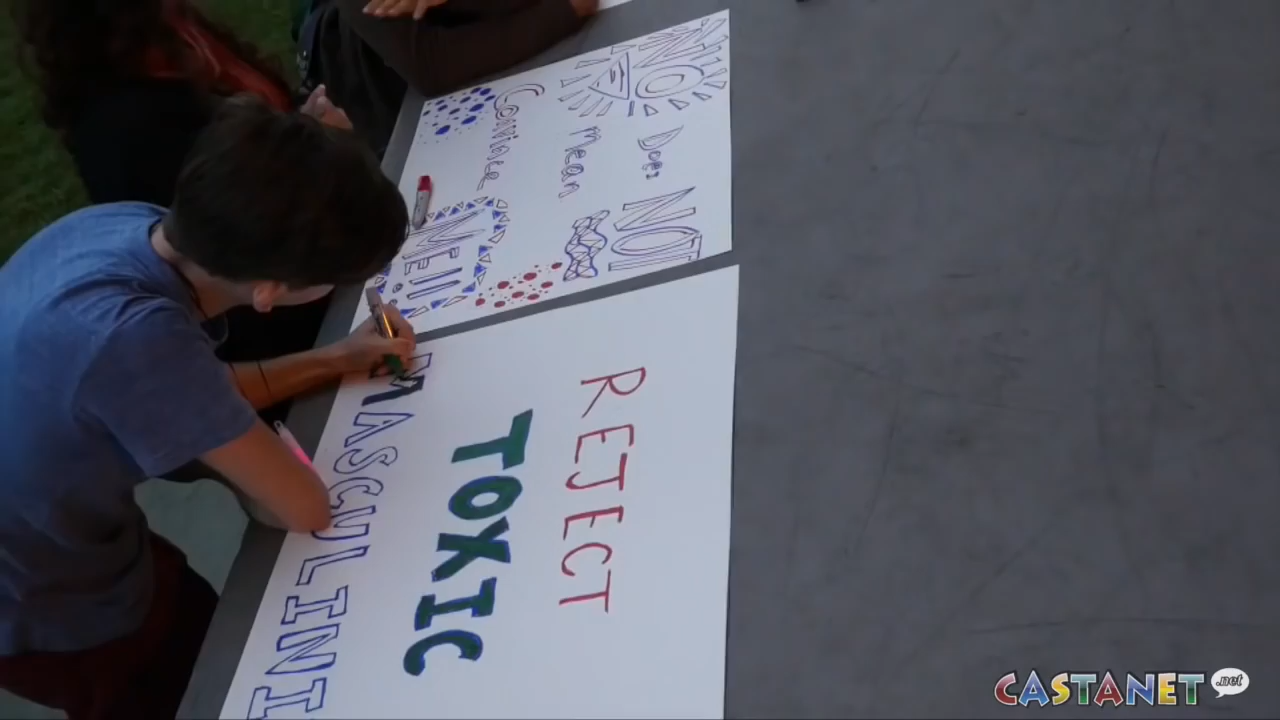 NO
Does NOT
Mean
Convince
ME!!
REJECT
TOXIC
MASCULINI
CASTANET.net